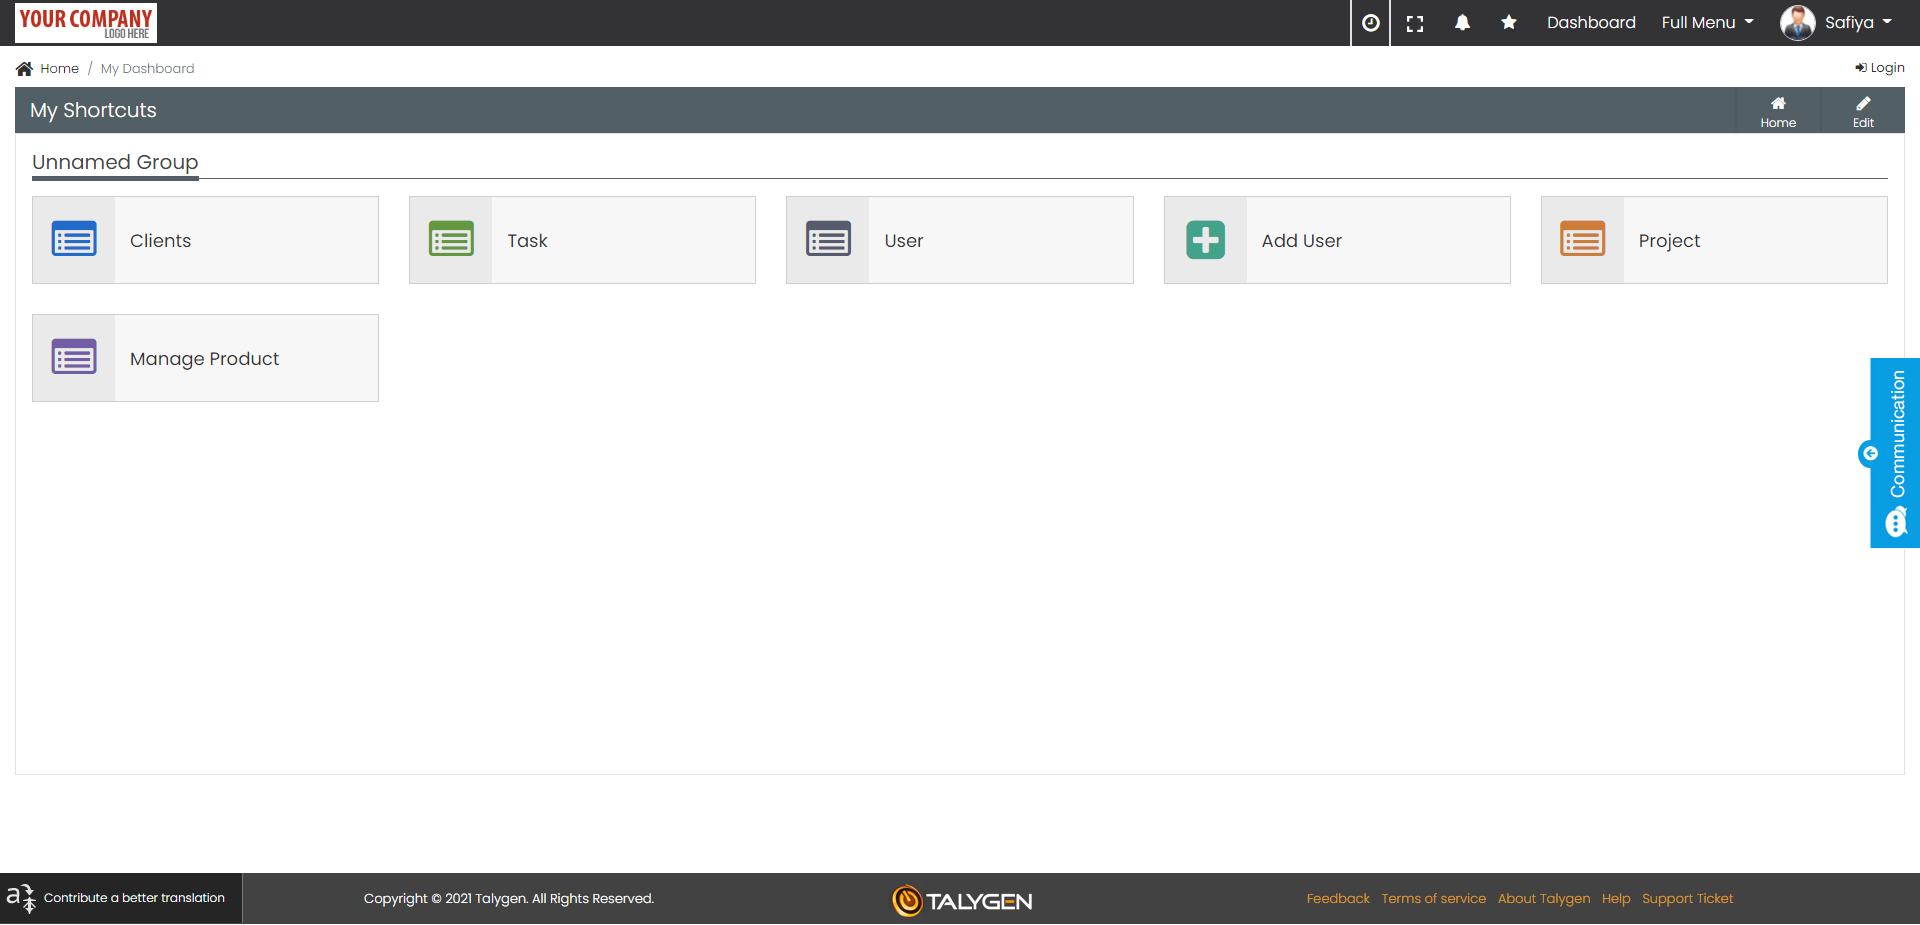 YOUR COMPANY
LOGO HERE
Dashboard
Full Menu
Safiya
Home / My Dashboard
Login
My Shortcuts
Home
Edit
Unnamed Group
Clients
Task
User
Add User
Project
Manage Product
Communication
Contribute a better translation
Copyright © 2021 Talygen. All Rights Reserved.
TALYGEN
Feedback
Terms of service
About Talygen
Help
Support Ticket